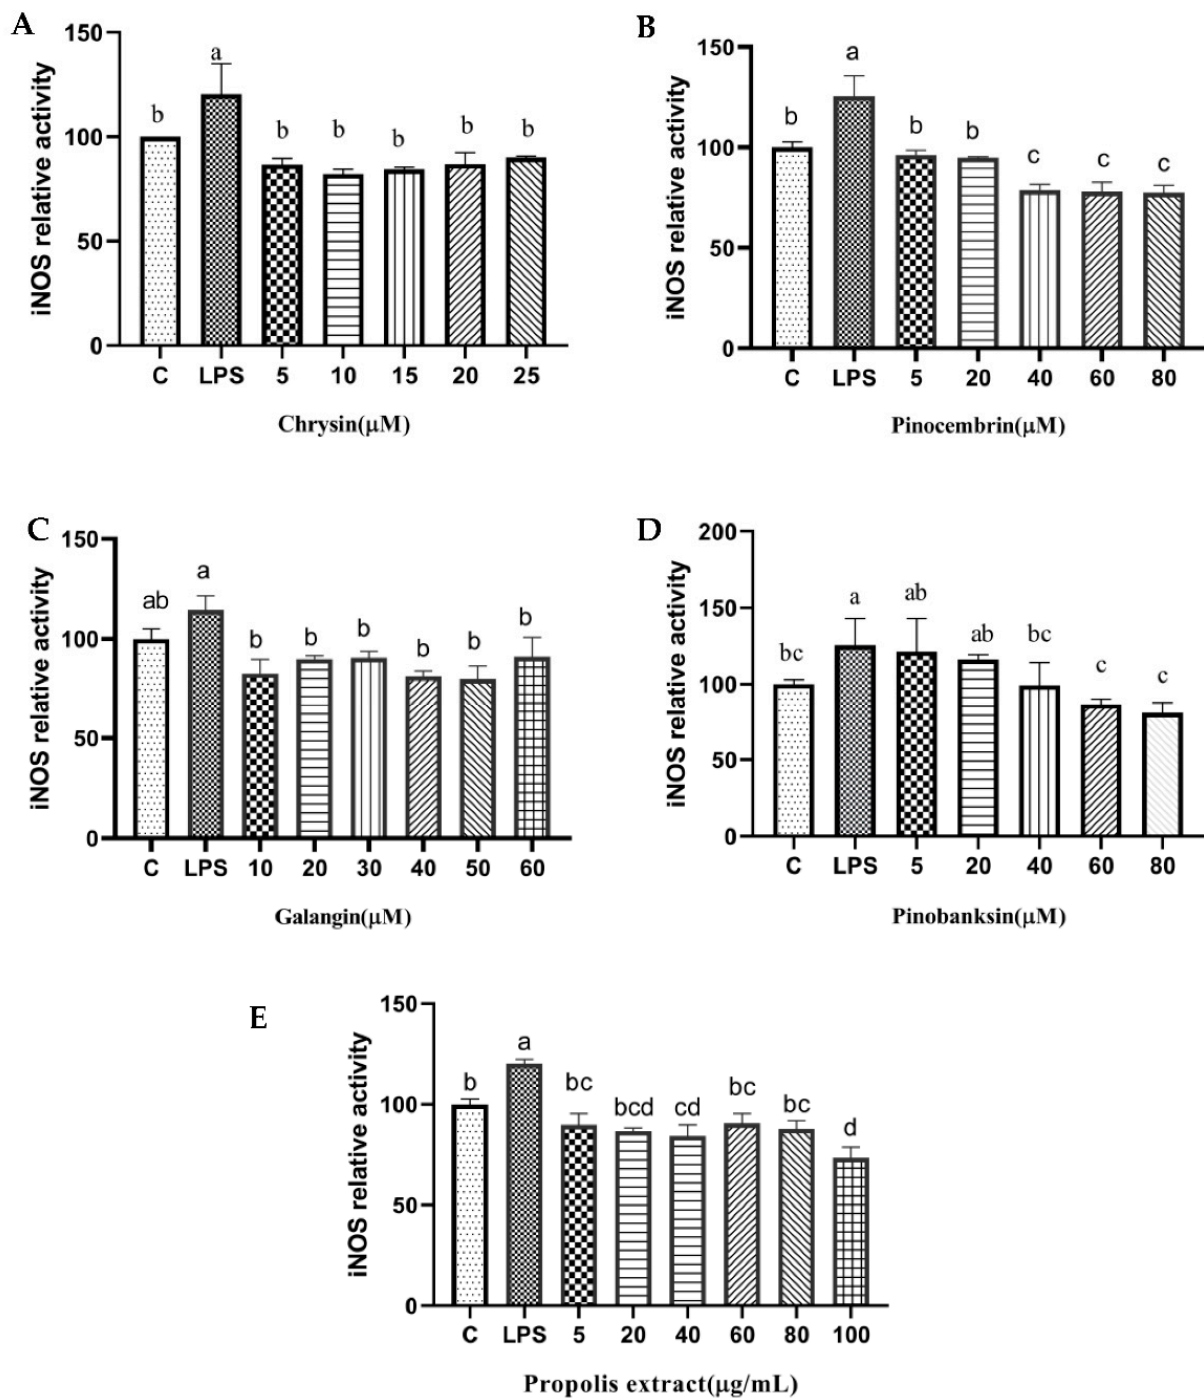 A
iNOS relative activity
150
100
50
0
b
a
b
b
b
b
b
C LPS 5 10 15 20 25
Chrysin(μM)
B
iNOS relative activity
150
100
50
0
b
a
b
b
c
c
c
C LPS 5 20 40 60 80
Pinocembrin(μM)
C
iNOS relative activity
150
100
50
0
ab
a
b
b
b
b
b
b
C LPS 10 20 30 40 50 60
Galangin(μM)
D
iNOS relative activity
200
150
100
50
0
bc
a
ab
ab
bc
c
c
C LPS 5 20 40 60 80
Pinobanksin(μM)
E
iNOS relative activity
150
100
50
0
b
a
bc
bcd
cd
bc
bc
d
C LPS 5 20 40 60 80 100
Propolis extract(μg/mL)